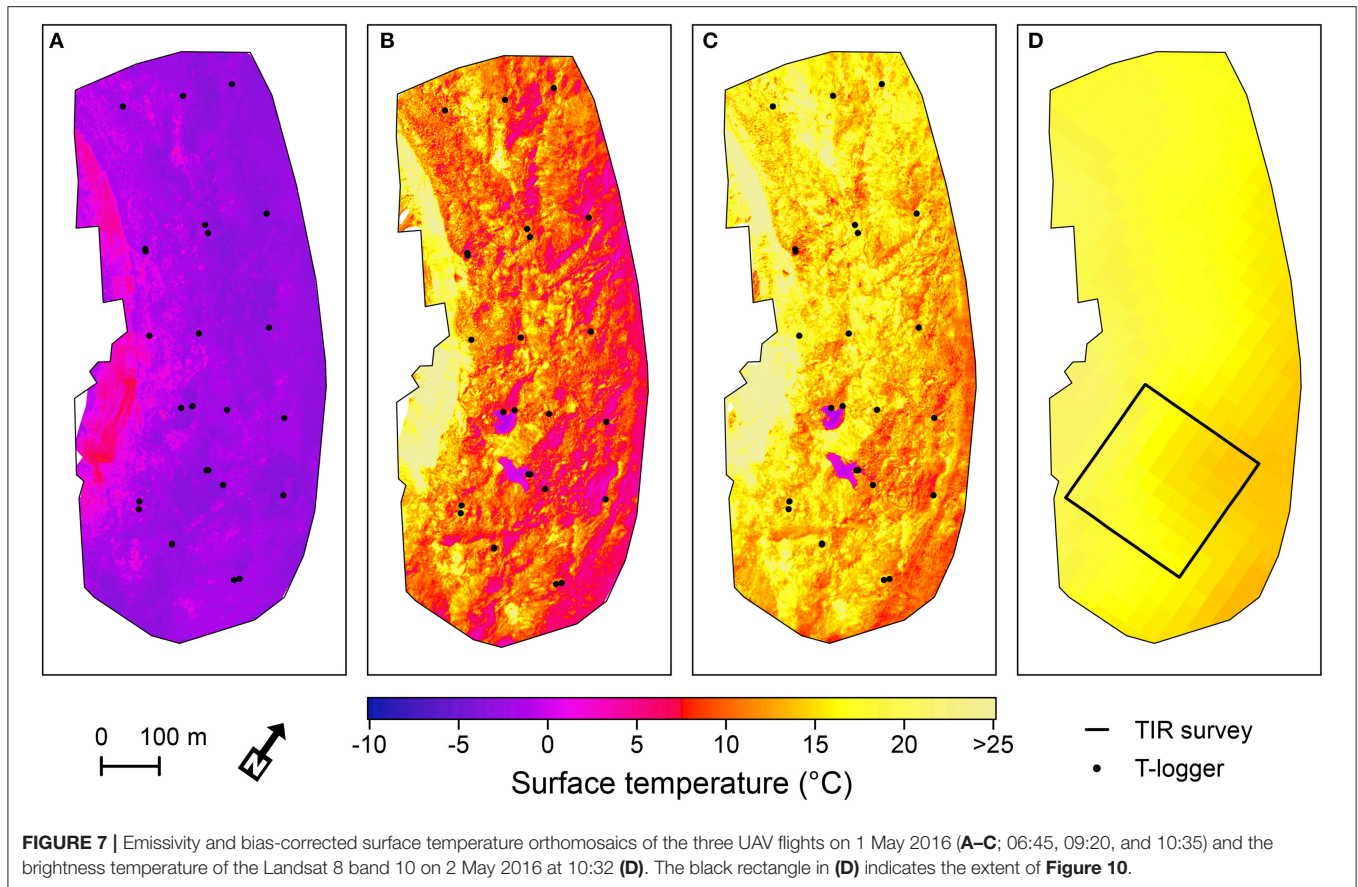 A
B
C
D
0 100 m
N
-10 -5 0 5 10 15 20 >25
Surface temperature (°C)
TIR survey
T-logger
FIGURE 7 | Emissivity and bias-corrected surface temperature orthomosaics of the three UAV flights on 1 May 2016 (A–C; 06:45, 09:20, and 10:35) and the
brightness temperature of the Landsat 8 band 10 on 2 May 2016 at 10:32 (D). The black rectangle in (D) indicates the extent of Figure 10.